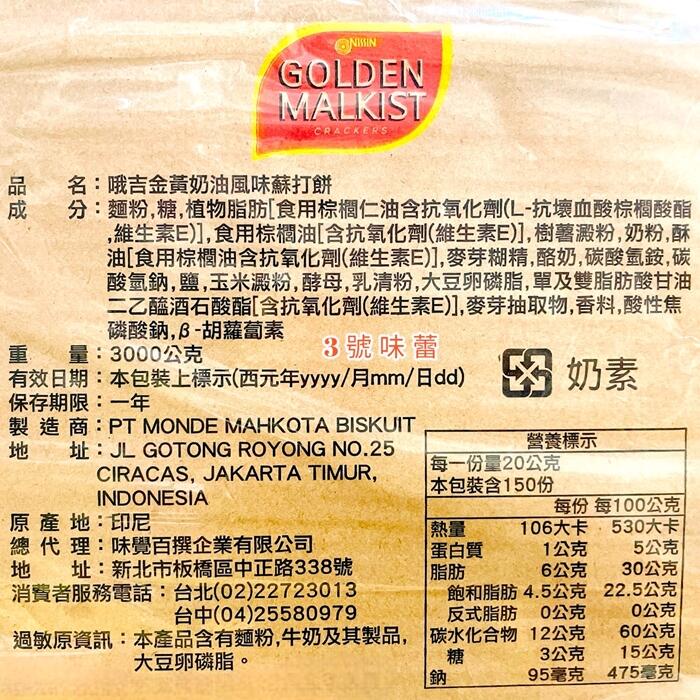 NISSIN
GOLDEN
MALKIST
CRACKERS
品 名：哦吉金黃奶油風味蘇打餅
成 分：麵粉,糖,植物脂肪[食用棕櫚仁油含抗氧化劑(L-抗壞血酸棕櫚酸酯
,維生素E)],食用棕櫚油[含抗氧化劑(維生素E)],樹薯澱粉,奶粉,酥
油[食用棕櫚油含抗氧化劑(維生素E)],麥芽糊精,酪奶,碳酸氫銨,碳
酸氫鈉,鹽,玉米澱粉,酵母,乳清粉,大豆卵磷脂,單及雙脂肪酸甘油
二乙醯酒石酸酯[含抗氧化劑(維生素E)],麥芽抽取物,香料,酸性焦
磷酸鈉,β-胡蘿蔔素
3號味蕾
重 量：3000公克
有效日期：本包裝上標示(西元年yyyy/月mm/日dd)
保存期限：一年
奶素
製 造 商：PT MONDE MAHKOTA BISKUIT
地 址：JL GOTONG ROYONG NO.25
CIRACAS, JAKARTA TIMUR,
INDONESIA
原 產 地：印尼
總 代 理：味覺百撰企業有限公司
地 址：新北市板橋區中正路338號
消費者服務電話：台北(02)22723013
台中(04)25580979
過敏原資訊：本產品含有麵粉,牛奶及其製品,
大豆卵磷脂。
營養標示
每一份量20公克
本包裝含150份
每份 每100公克
熱量 106大卡 530大卡
蛋白質 1公克 5公克
脂肪 6公克 30公克
飽和脂肪 4.5公克 22.5公克
反式脂肪 0公克 0公克
碳水化合物 12公克 60公克
糖 3公克 15公克
鈉 95毫克 475毫克